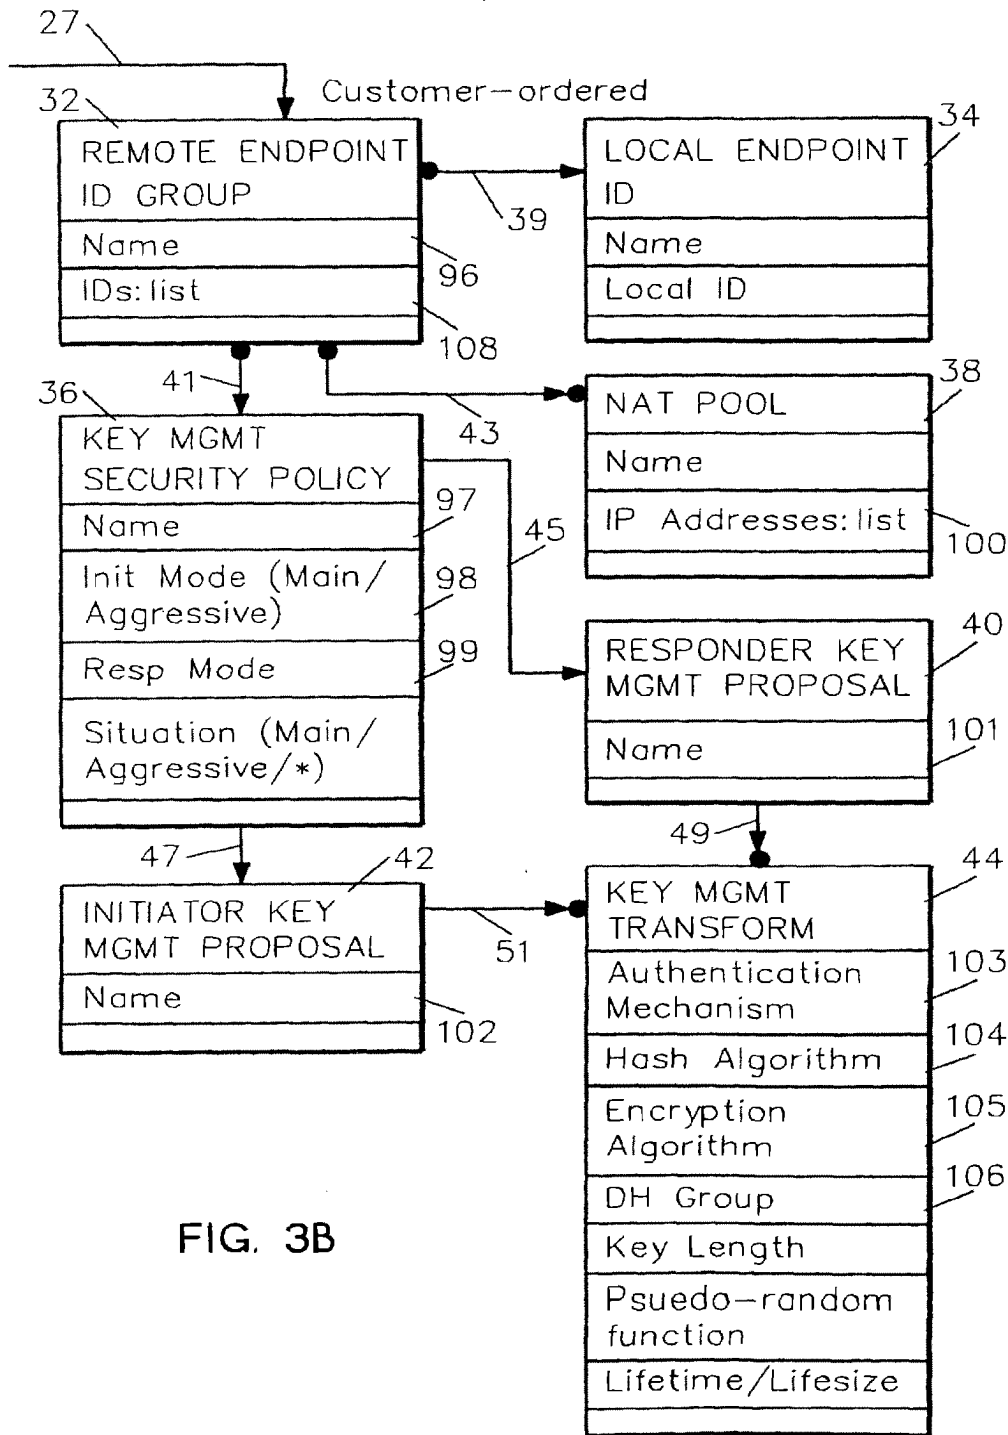 27
Customer-ordered
32
REMOTE ENDPOINT
ID GROUP
Name
96
IDs:list
108
39
34
LOCAL ENDPOINT
ID
Name
Local ID
41
43
36
KEY MGMT
SECURITY POLICY
Name
97
Init Mode (Main/
Aggressive)
98
Resp Mode
99
Situation (Main/
Aggressive/*)
38
NAT POOL
Name
IP Addresses:list
100
45
40
RESPONDER KEY
MGMT PROPOSAL
Name
101
47
42
INITIATOR KEY
MGMT PROPOSAL
Name
102
49
51
44
KEY MGMT
TRANSFORM
Authentication
Mechanism
103
Hash Algorithm
104
Encryption
Algorithm
105
DH Group
106
Key Length
Psuedo-random
function
Lifetime/Lifesize
FIG. 3B